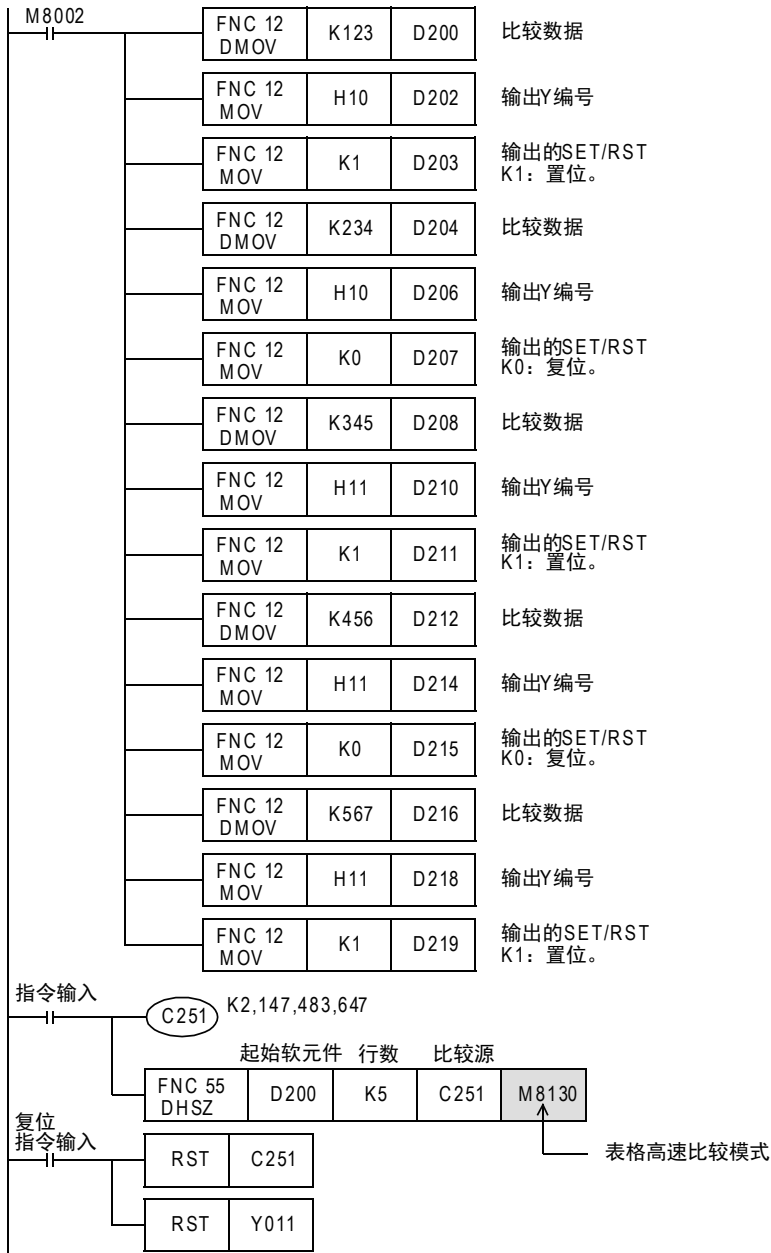 M8002
FNC 12 DMOV K123 D200 比较数据
FNC 12 MOV H10 D202 输出Y编号
FNC 12 MOV K1 D203 输出的SET/RST K1：置位。
FNC 12 DMOV K234 D204 比较数据
FNC 12 MOV H10 D206 输出Y编号
FNC 12 MOV K0 D207 输出的SET/RST K0：复位。
FNC 12 DMOV K345 D208 比较数据
FNC 12 MOV H11 D210 输出Y编号
FNC 12 MOV K1 D211 输出的SET/RST K1：置位。
FNC 12 DMOV K456 D212 比较数据
FNC 12 MOV H11 D214 输出Y编号
FNC 12 MOV K0 D215 输出的SET/RST K0：复位。
FNC 12 DMOV K567 D216 比较数据
FNC 12 MOV H11 D218 输出Y编号
FNC 12 MOV K1 D219 输出的SET/RST K1：置位。
指令输入
C251 K2,147,483,647
起始软元件 行数 比较源
FNC 55 DHSZ D200 K5 C251 M8130
表格高速比较模式
复位
指令输入
RST C251
RST Y011